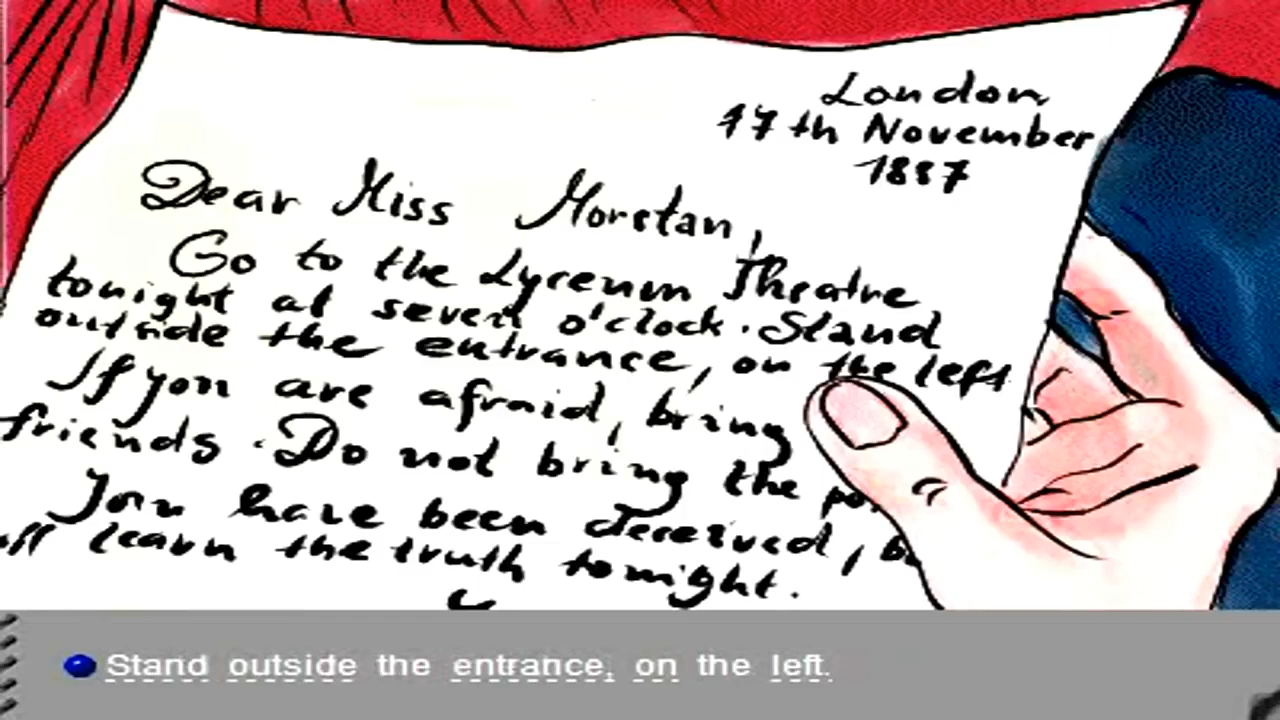 London
17th November
1887
Dear Miss Morstan,
Go to the Lyceum Theatre
tonight at seven o'clock. Stand
outside the entrance, on the left
If you are afraid, bring
friends. Do not bring the
You have been deceived,
learn the truth tonight.
Stand outside the entrance, on the left.